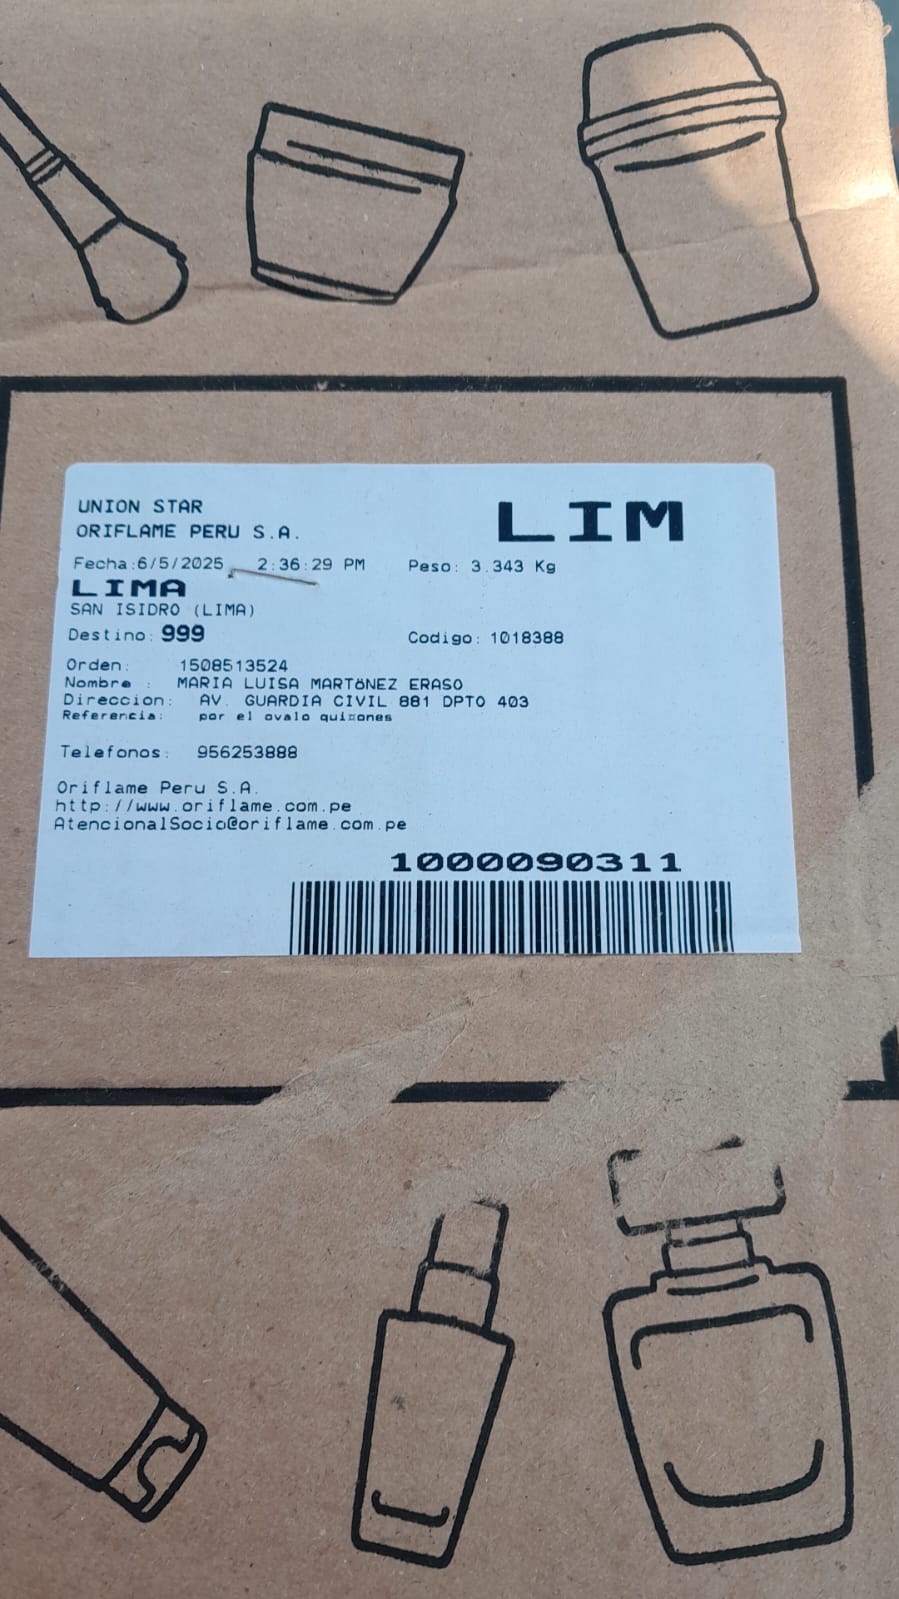 UNION STAR
LIM
ORIFLAME PERU S.A.
Fecha:6/5/2025 2:36:29 PM Peso: 3.343 Kg
LIMA
SAN ISIDRO (LIMA)
Destino: 999 Codigo: 1018388
Orden: 1508513524
Nombre : MARIA LUISA MARTöNEZ ERASO
Direccion: AV. GUARDIA CIVIL 881 DPTO 403
Referencia: por el ovalo qui¤ones
Telefonos: 956253888
Oriflame Peru S.A.
http://www.oriflame.com.pe
AtencionalSocio@oriflame.com.pe
1000090311